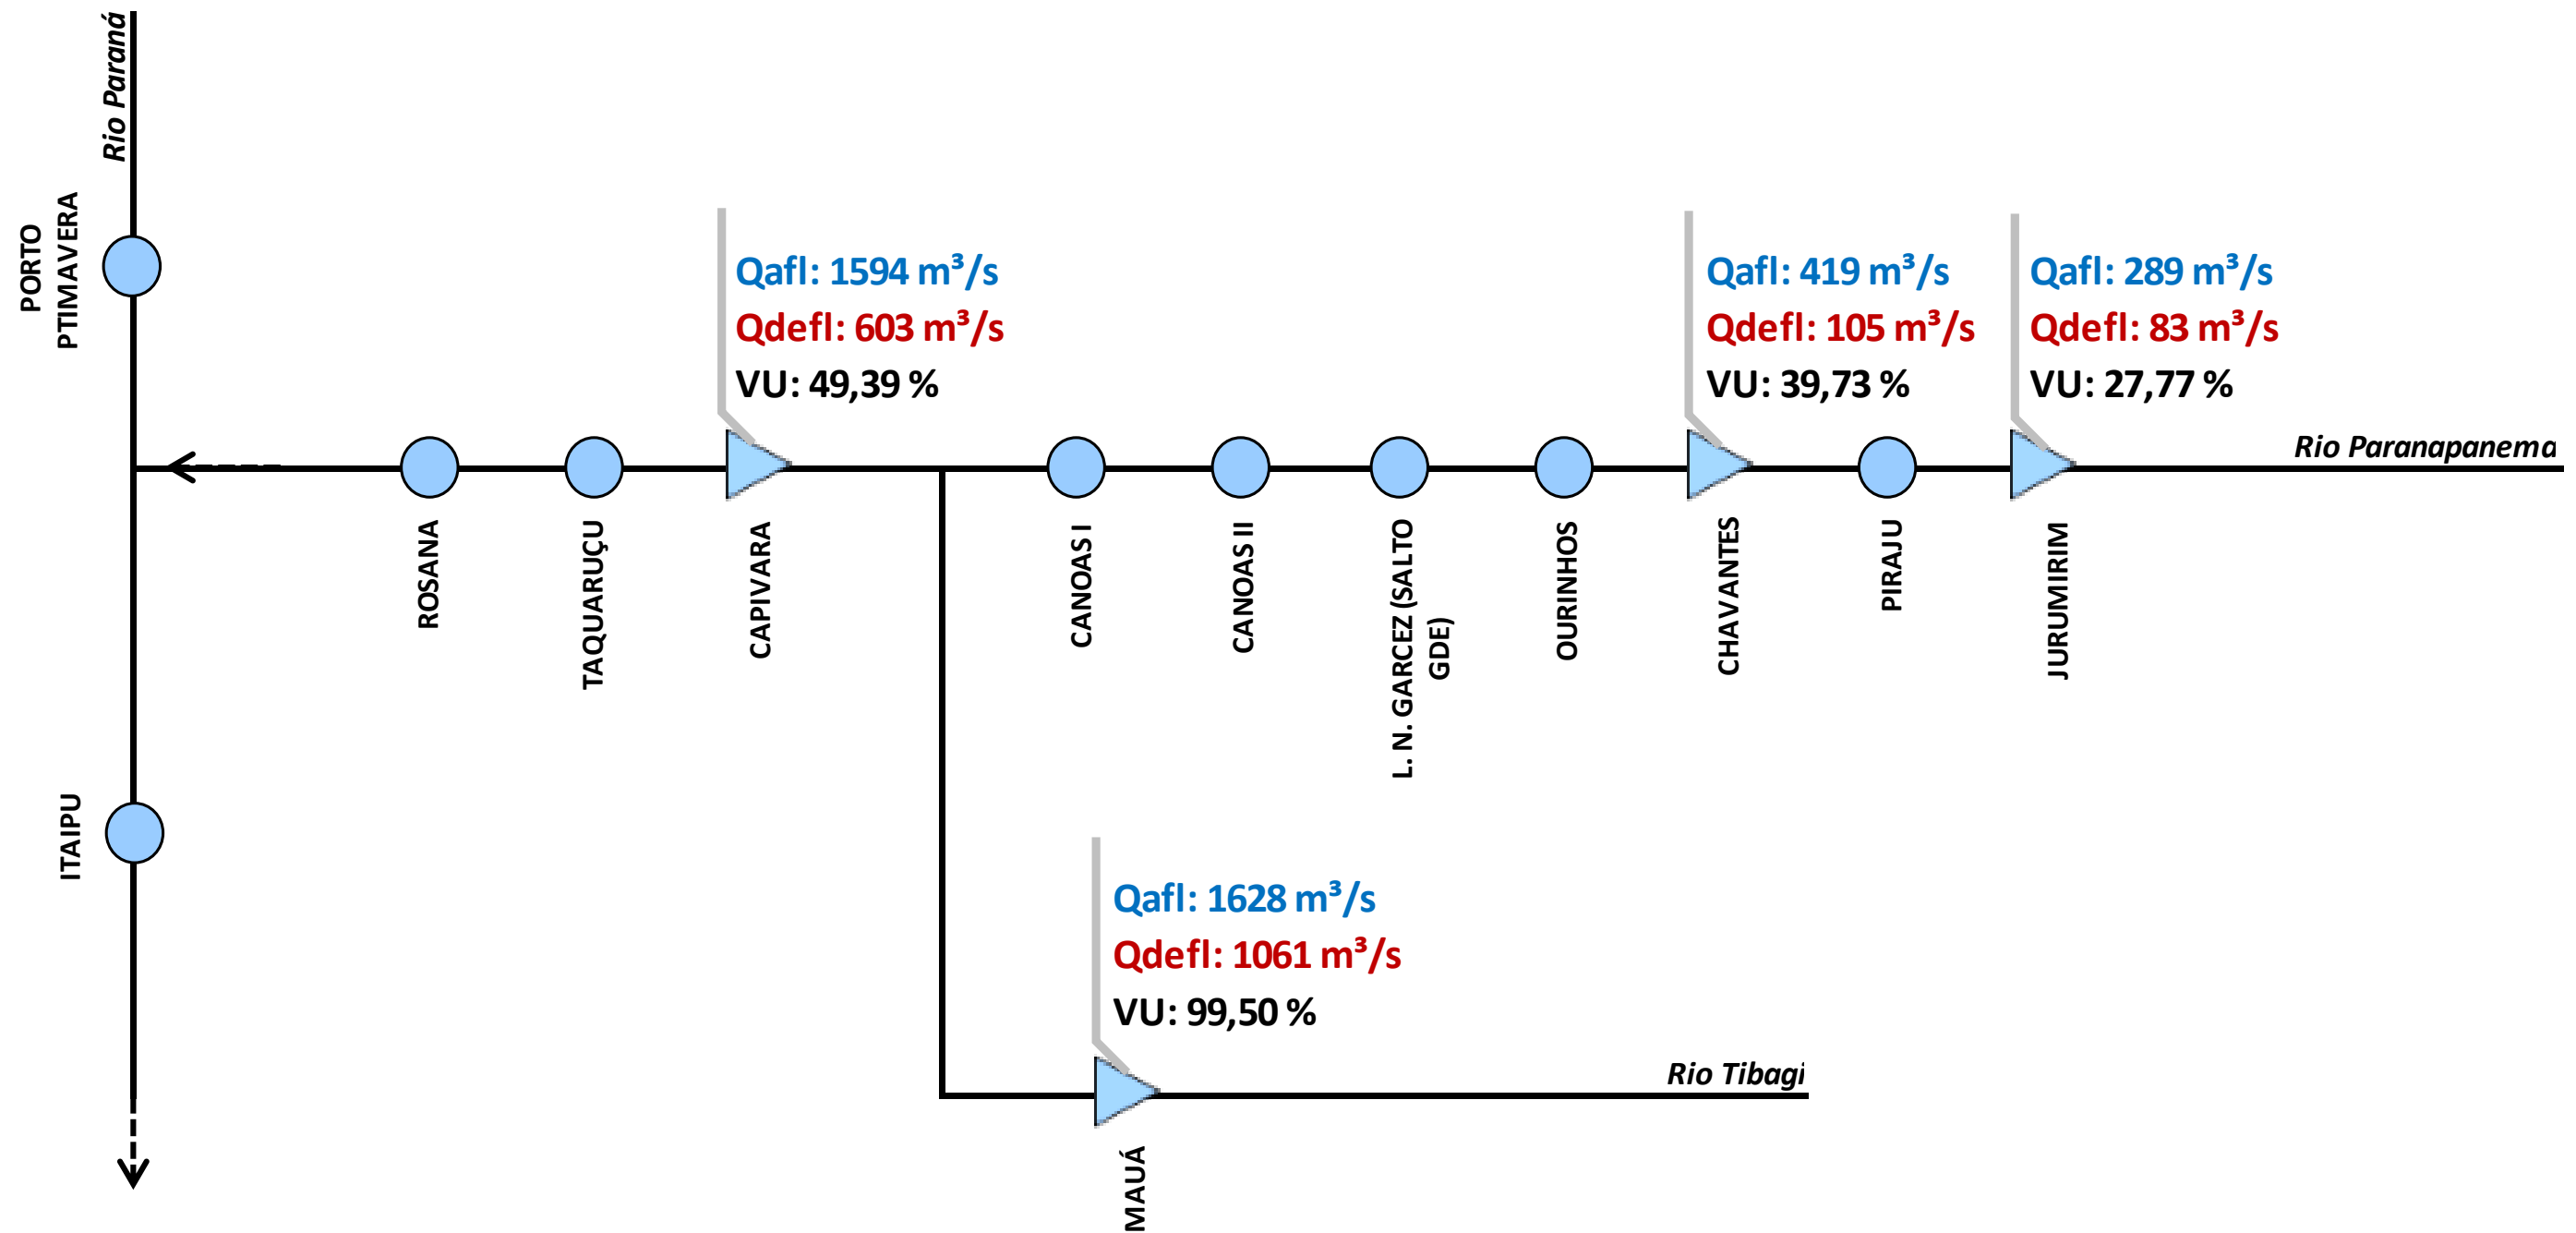 Rio Paraná
PORTO
PTIMAVERA
Qafl: 1594 m³/s
Qdefl: 603 m³/s
VU: 49,39 %
Qafl: 419 m³/s
Qdefl: 105 m³/s
VU: 39,73 %
Qafl: 289 m³/s
Qdefl: 83 m³/s
VU: 27,77 %
Rio Paranapanema
ROSANA
TAQUARUÇU
CAPIVARA
CANOAS I
CANOAS II
L. N. GARCEZ (SALTO
GDE)
OURINHOS
CHAVANTES
PIRAJU
JURUMIRIM
ITAIPU
Qafl: 1628 m³/s
Qdefl: 1061 m³/s
VU: 99,50 %
Rio Tibagi
MAUÁ